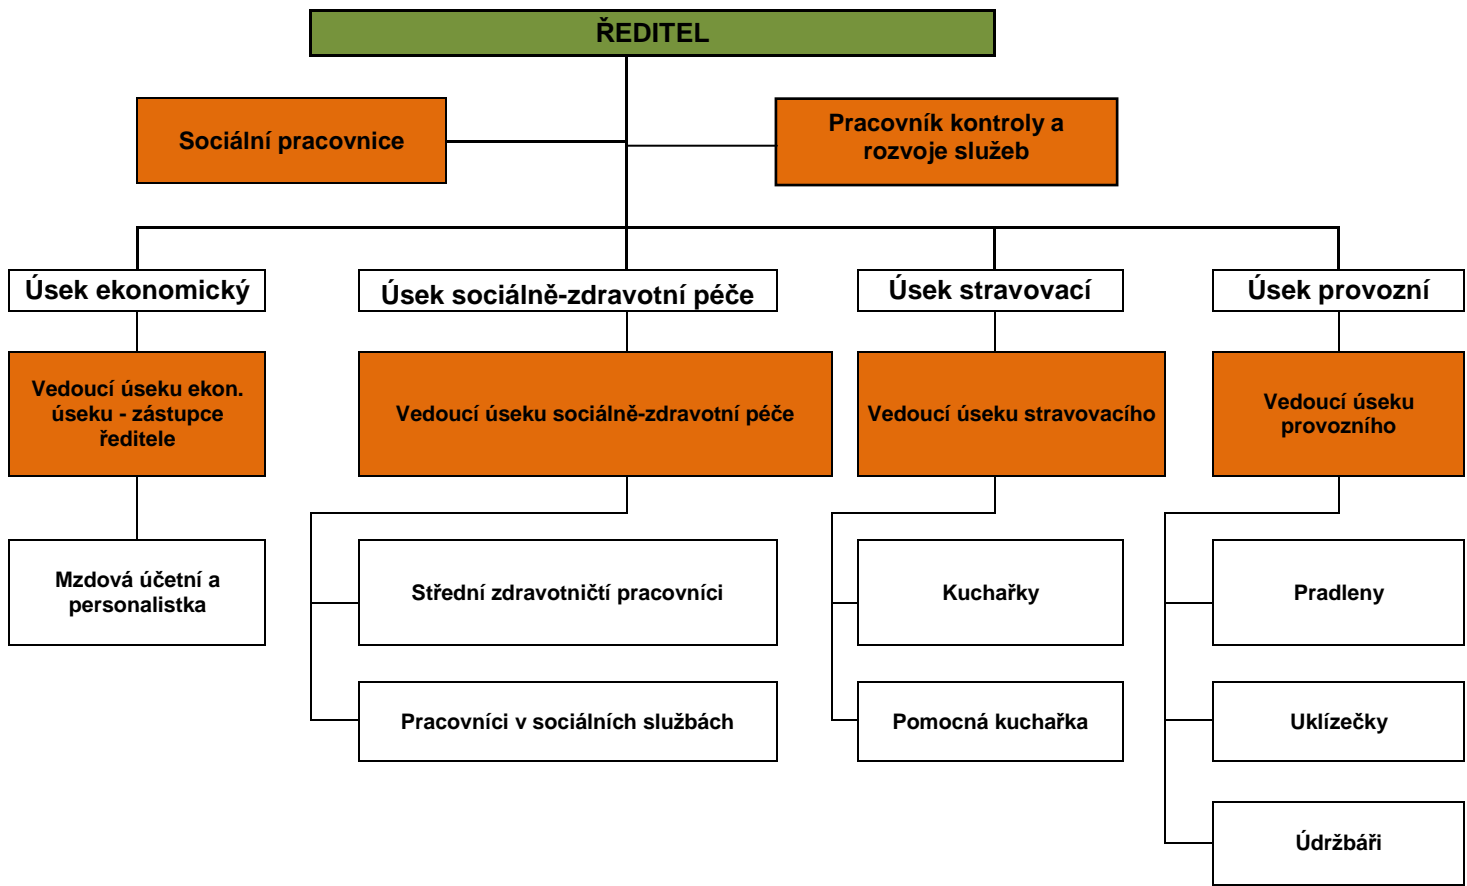 ŘEDITEL
Sociální pracovnice
Pracovník kontroly a
rozvoje služeb
Úsek ekonomický
Úsek sociálně-zdravotní péče
Úsek stravovací
Úsek provozní
Vedoucí úseku ekon.
úseku - zástupce
ředitele
Vedoucí úseku sociálně-zdravotní péče
Vedoucí úseku stravovacího
Vedoucí úseku
provozního
Mzdová účetní a
personalistka
Střední zdravotničtí pracovníci
Kuchařky
Pradleny
Pracovníci v sociálních službách
Pomocná kuchařka
Uklízečky
Údržbáři